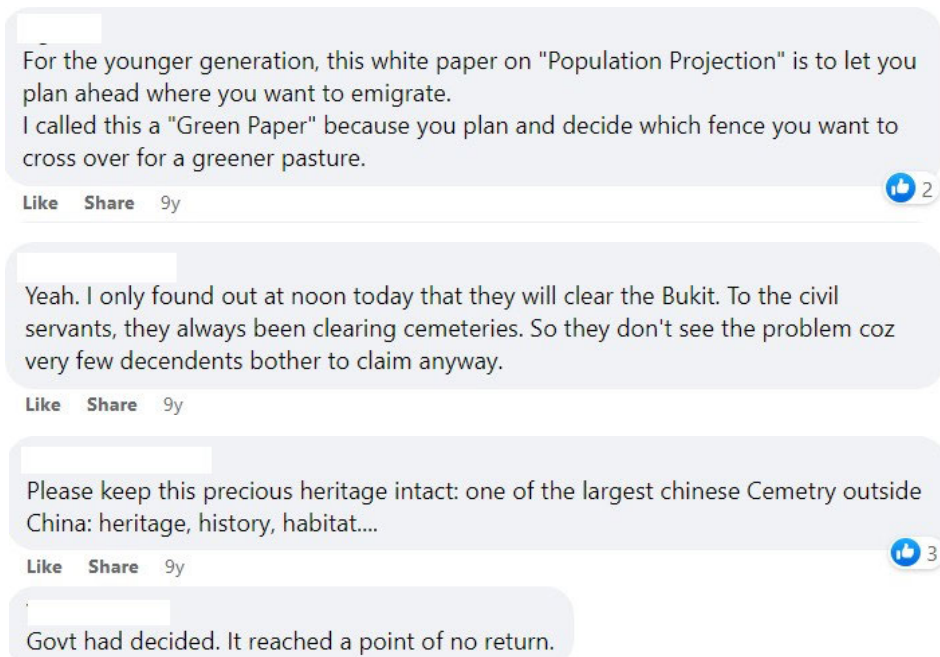 For the younger generation, this white paper on "Population Projection" is to let you
plan ahead where you want to emigrate.
I called this a "Green Paper" because you plan and decide which fence you want to
cross over for a greener pasture.
2
Like Share 9y
Yeah. I only found out at noon today that they will clear the Bukit. To the civil
servants, they always been clearing cemeteries. So they don't see the problem coz
very few decendents bother to claim anyway.
Like Share 9y
Please keep this precious heritage intact: one of the largest chinese Cemetry outside
China: heritage, history, habitat....
3
Like Share 9y
Govt had decided. It reached a point of no return.